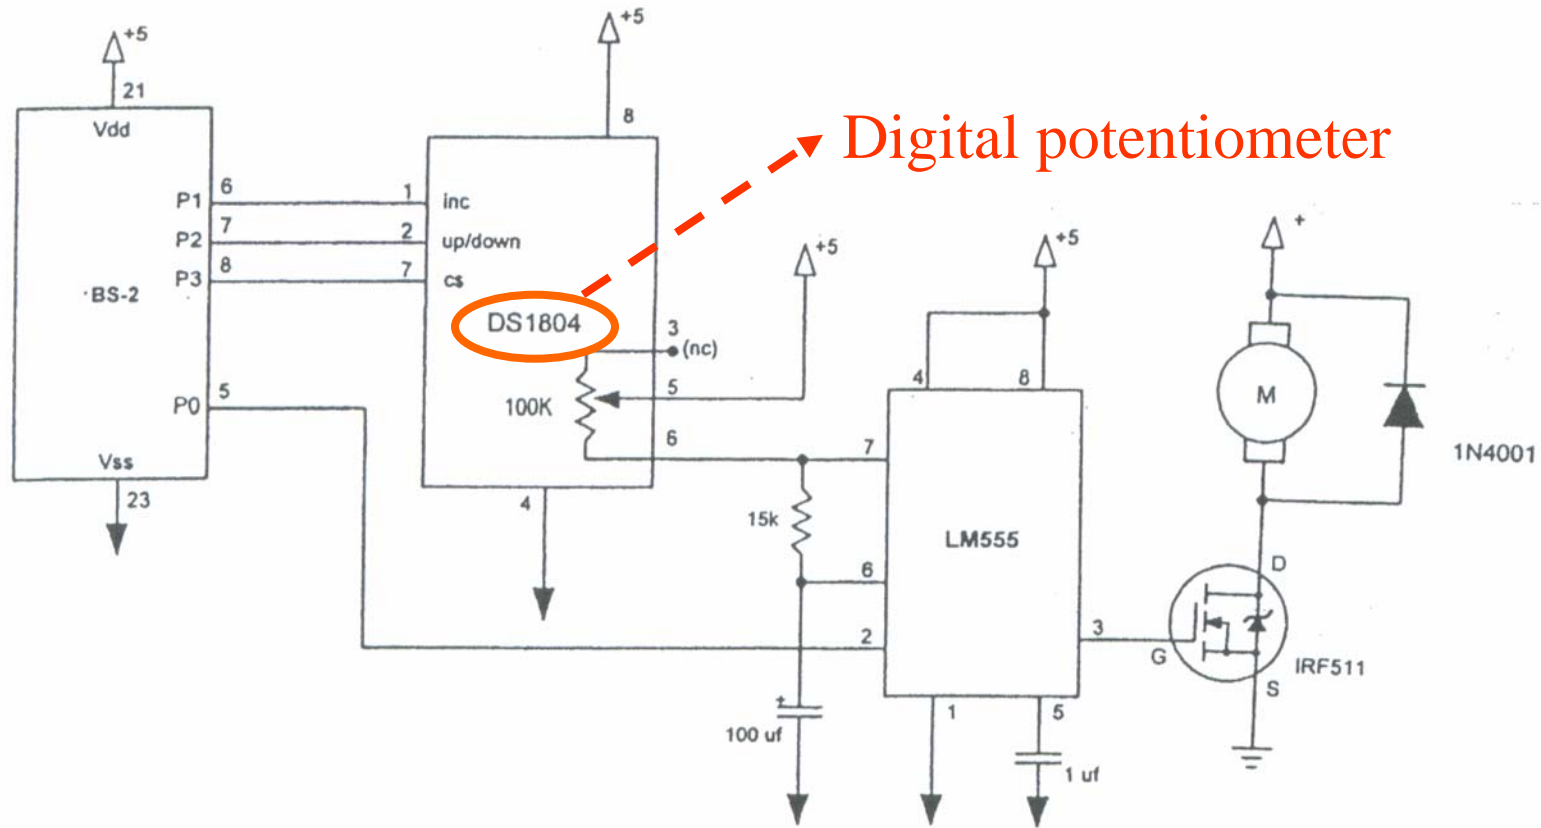 +5
21
Vdd
P1
6
P2
7
P3
8
BS-2
P0
5
Vss
23
+5
8
1
inc
2
up/down
7
cs
DS1804
3
(nc)
100K
5
6
4
Digital potentiometer
+5
15k
100 uf
+
+5
4
8
7
6
2
LM555
3
1
5
1 uf
+
M
1N4001
D
G
S
IRF511